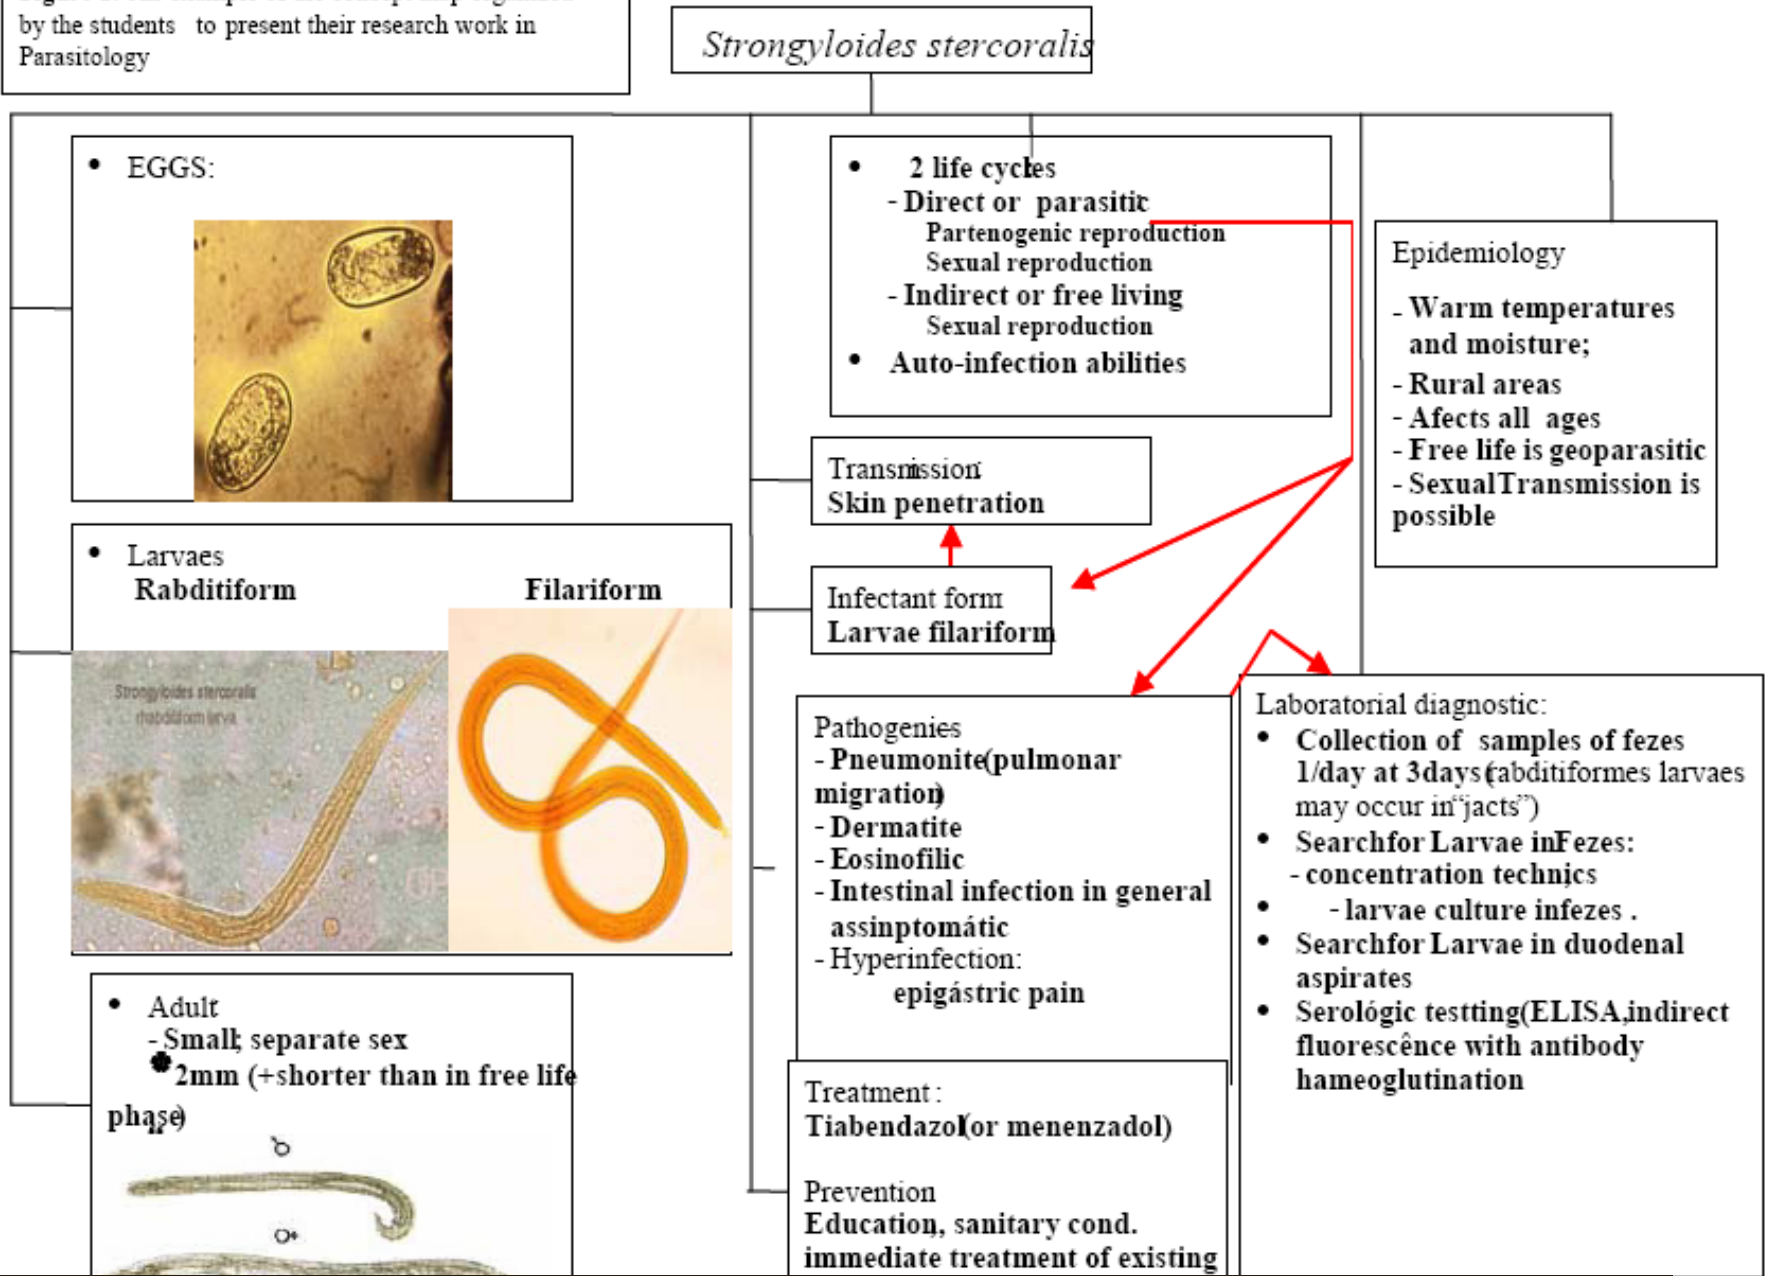 by the students to present their research work in
Parasitology
Strongyloides stercoralis
• EGGS:
• Larvaes
Rabditiform Filariform
Strongyloides stercoralis
rhabditiform larva
• Adult
- Small; separate sex
2mm (+shorter than in free life
phase)
♂
♀
• 2 life cycles
- Direct or parasitic
Partenogenic reproduction
Sexual reproduction
- Indirect or free living
Sexual reproduction
• Auto-infection abilities
Transmission:
Skin penetration
Infectant form
Larvae filariform
Pathogenies
- Pneumonite(pulmonar
migration)
- Dermatite
- Eosinofilic
- Intestinal infection in general
assinptomátic
- Hyperinfection:
epigástric pain
Treatment :
Tiabendazol(or menenzadol)
Prevention
Education, sanitary cond.
immediate treatment of existing
Epidemiology
- Warm temperatures
and moisture;
- Rural areas
- Afects all ages
- Free life is geoparasitic
- SexualTransmission is
possible
Laboratorial diagnostic:
• Collection of samples of fezes
1/day at 3days(rabditiformes larvaes
may occur in“jacts”)
• Searchfor Larvae inFezes:
- concentration technics
• - larvae culture infezes .
• Searchfor Larvae in duodenal
aspirates
• Serológic testting(ELISA,indirect
fluorescênce with antibody
hameoglutination